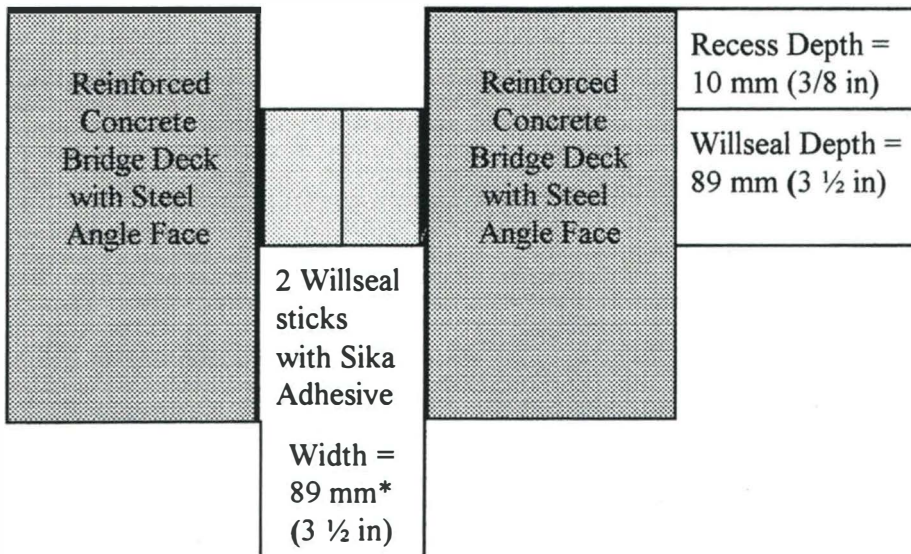 Reinforced
Concrete
Bridge Deck
with Steel
Angle Face
Reinforced
Concrete
Bridge Deck
with Steel
Angle Face
Recess Depth =
10 mm (3/8 in)
Willseal Depth =
89 mm (3 ½ in)
2 Willseal
sticks
with Sika
Adhesive
Width =
89 mm*
(3 ½ in)